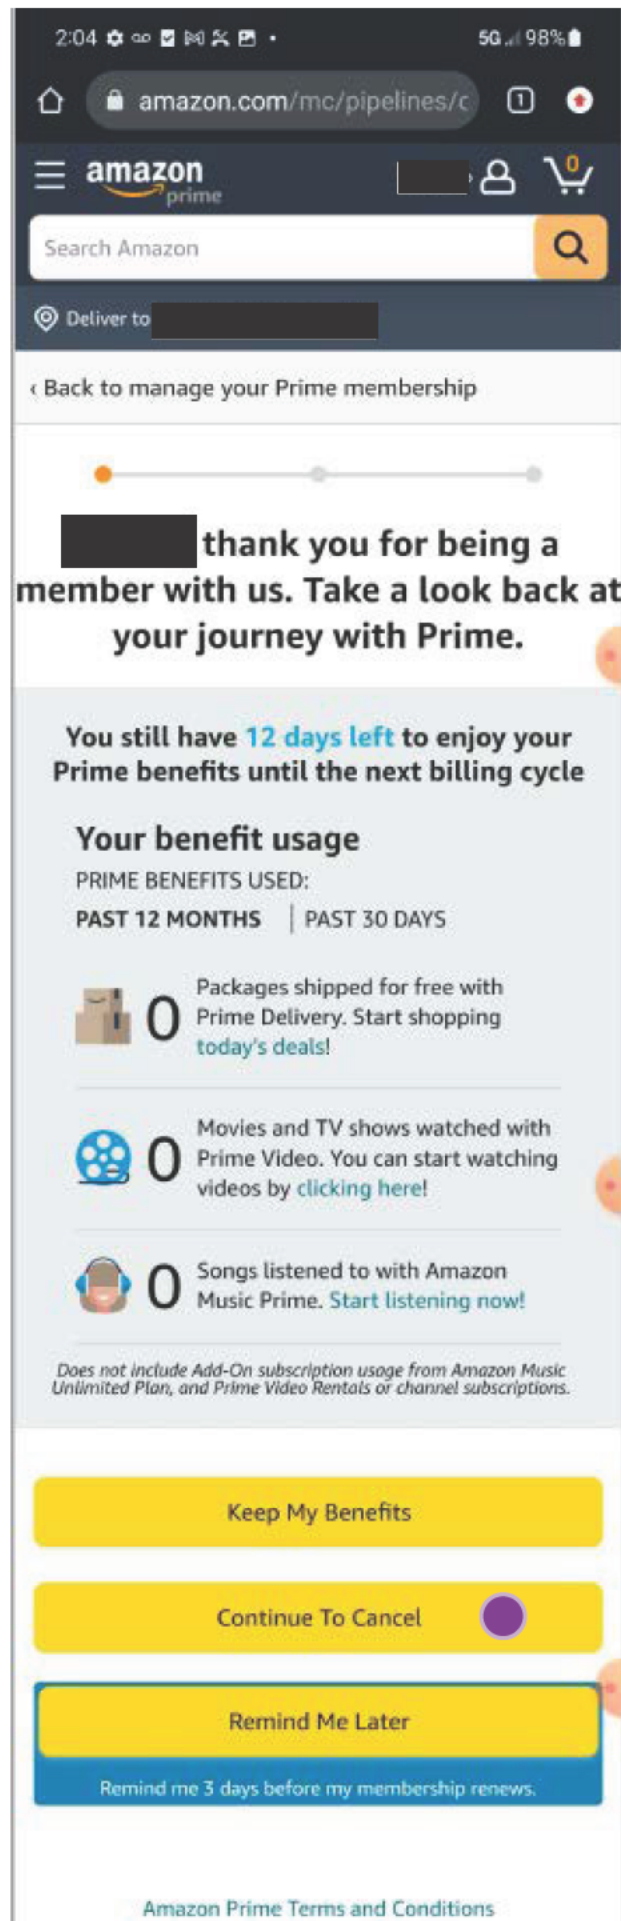 2:04
5G 98%
amazon.com/mc/pipelines/c
1
amazon
prime
0
Search Amazon
Deliver to
‹ Back to manage your Prime membership
thank you for being a
member with us. Take a look back at
your journey with Prime.
You still have 12 days left to enjoy your
Prime benefits until the next billing cycle
Your benefit usage
PRIME BENEFITS USED:
PAST 12 MONTHS | PAST 30 DAYS
0
Packages shipped for free with
Prime Delivery. Start shopping
today's deals!
0
Movies and TV shows watched with
Prime Video. You can start watching
videos by clicking here!
0
Songs listened to with Amazon
Music Prime. Start listening now!
Does not include Add-On subscription usage from Amazon Music
Unlimited Plan, and Prime Video Rentals or channel subscriptions.
Keep My Benefits
Continue To Cancel
Remind Me Later
Remind me 3 days before my membership renews.
Amazon Prime Terms and Conditions